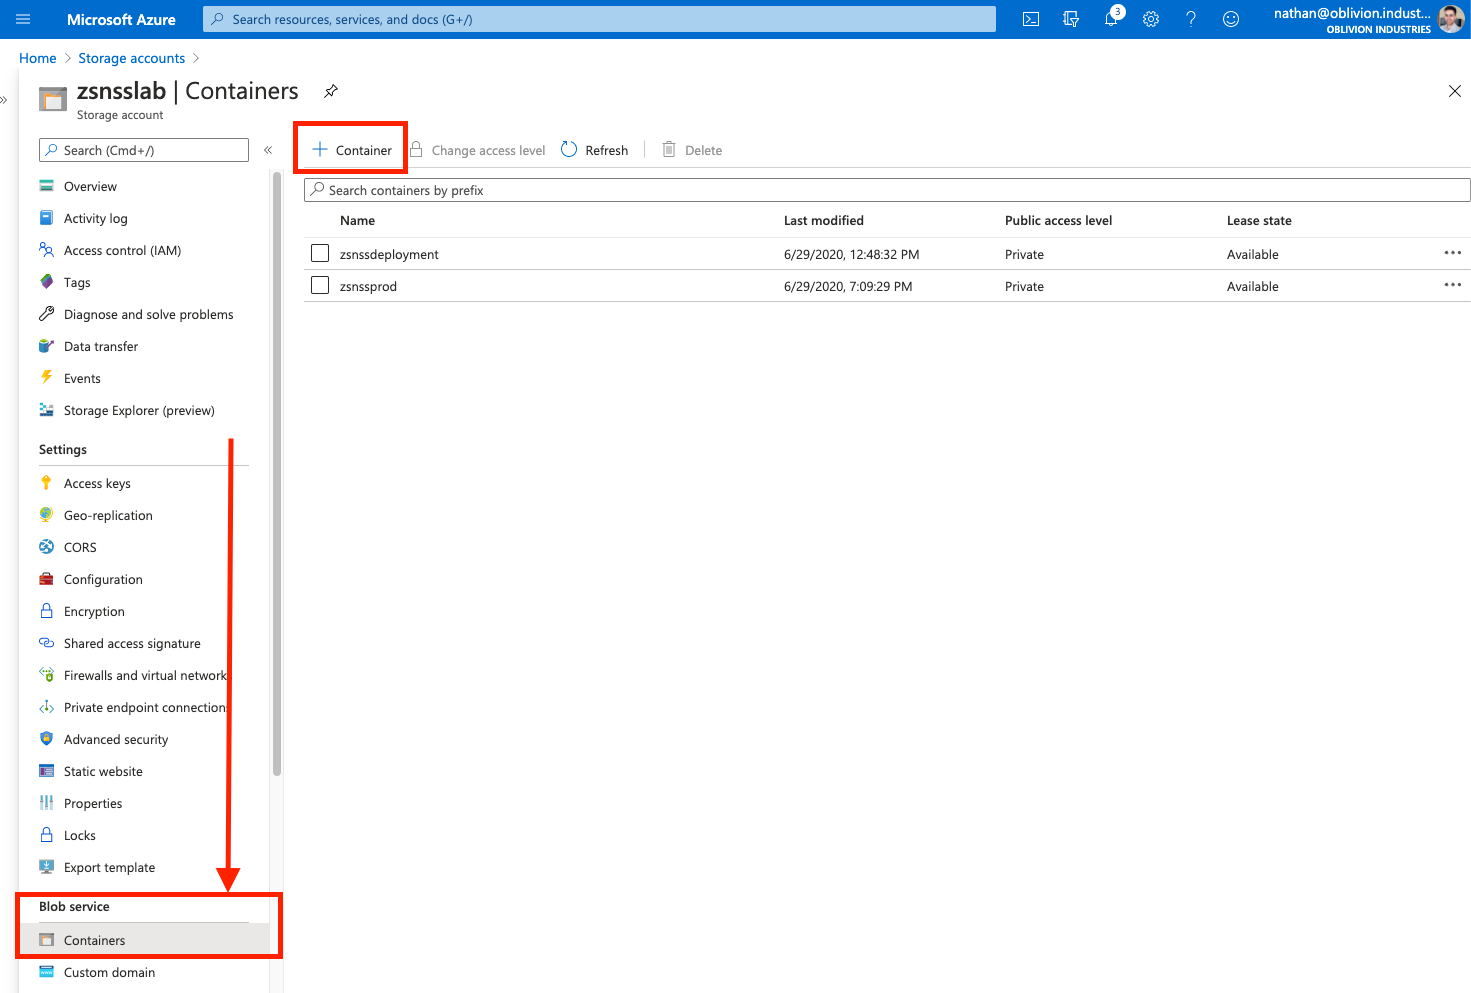 Microsoft Azure
Search resources, services, and docs (G+/)
3
nathan@oblivion.indust...
OBLIVION INDUSTRIES
Home > Storage accounts >
zsnsslab | Containers
Storage account
Search (Cmd+/)
+ Container
Change access level
Refresh
Delete
Search containers by prefix
Name Last modified Public access level Lease state
zsnssdeployment 6/29/2020, 12:48:32 PM Private Available
zsnssprod 6/29/2020, 7:09:29 PM Private Available
Overview
Activity log
Access control (IAM)
Tags
Diagnose and solve problems
Data transfer
Events
Storage Explorer (preview)
Settings
Access keys
Geo-replication
CORS
Configuration
Encryption
Shared access signature
Firewalls and virtual network
Private endpoint connections
Advanced security
Static website
Properties
Locks
Export template
Blob service
Containers
Custom domain